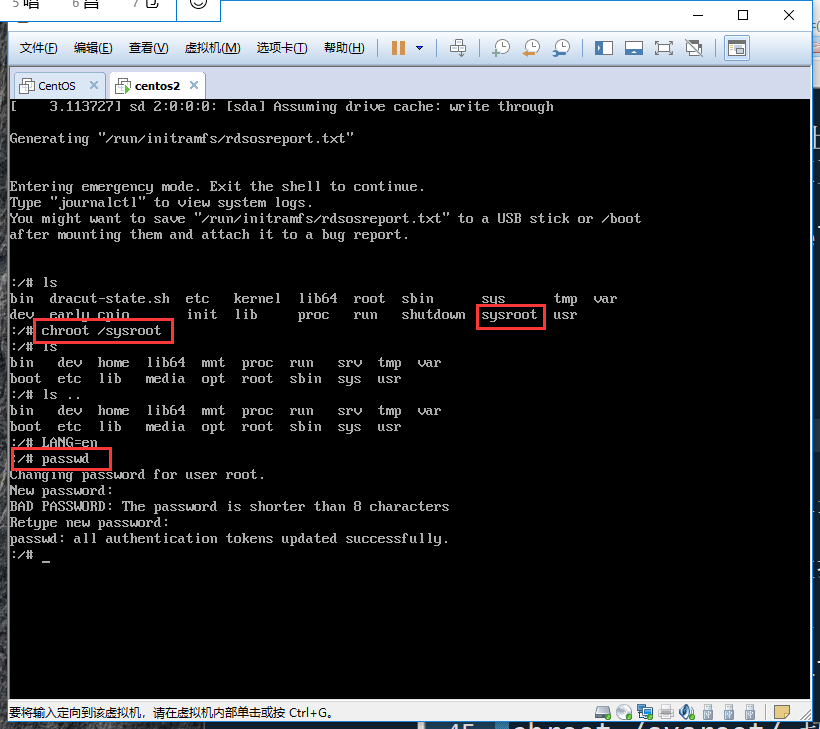 5 唱 6 昌 7
文件(F) 编辑(E) 查看(V) 虚拟机(M) 选项卡(T) 帮助(H)
CentOS centos2
[ 3.113727] sd 2:0:0:0: [sda] Assuming drive cache: write through
Generating "/run/initramfs/rdsosreport.txt"
Entering emergency mode. Exit the shell to continue.
Type "journalctl" to view system logs.
You might want to save "/run/initramfs/rdsosreport.txt" to a USB stick or /boot
after mounting them and attach it to a bug report.
:/# ls
bin dracut-state.sh etc kernel lib64 root sbin sys tmp var
dev early_cpio init lib proc run shutdown sysroot usr
:/# chroot /sysroot
:/# ls
bin dev home lib64 mnt proc run srv tmp var
boot etc lib media opt root sbin sys usr
:/# ls ..
bin dev home lib64 mnt proc run srv tmp var
boot etc lib media opt root sbin sys usr
:/# LANG=en
:/# passwd
Changing password for user root.
New password:
BAD PASSWORD: The password is shorter than 8 characters
Retype new password:
passwd: all authentication tokens updated successfully.
:/# _
要将输入定向到该虚拟机，请在虚拟机内部单击或按 Ctrl+G。
45 chroot /sysroot/